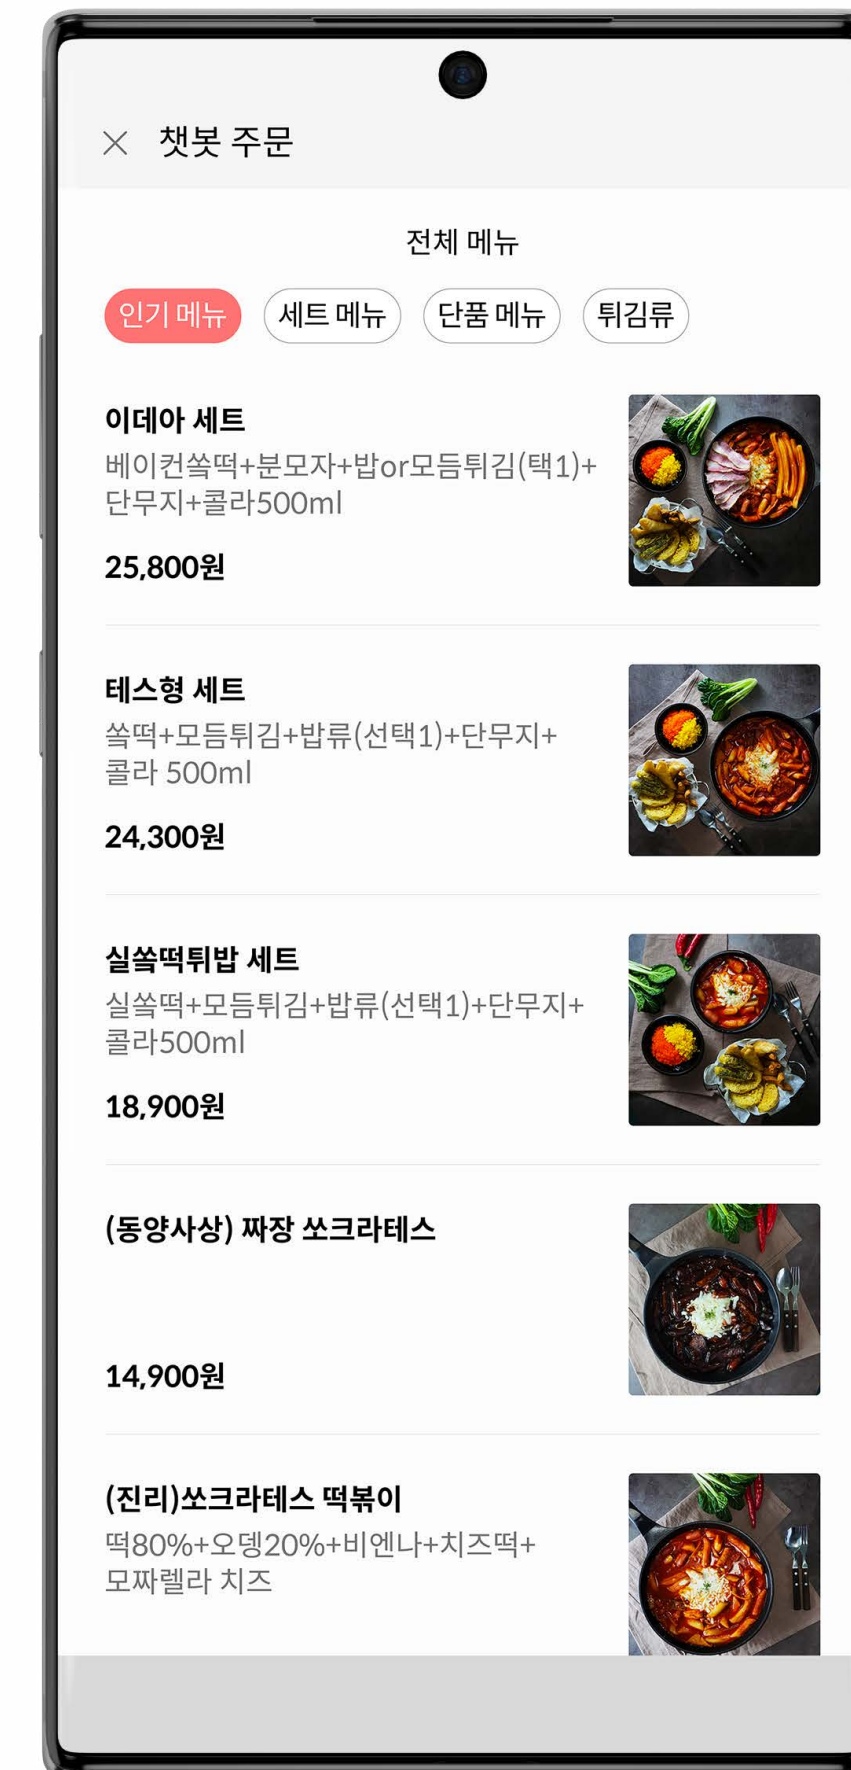 챗봇 주문
전체 메뉴
인기 메뉴
세트 메뉴
단품 메뉴
튀김류
이데아 세트
베이컨쏰떡+분모자+밥or모듬튀김(택1)+
단무지+콜라500ml
25,800원
테스형 세트
쏰떡+모듬튀김+밥류(선택1)+단무지+
콜라 500ml
24,300원
실쏰떡튀밥 세트
실쏰떡+모듬튀김+밥류(선택1)+단무지+
콜라500ml
18,900원
(동양사상) 짜장 쏘크라테스
14,900원
(진리)쏘크라테스 떡볶이
떡80%+오뎅20%+비엔나+치즈떡+
모짜렐라 치즈